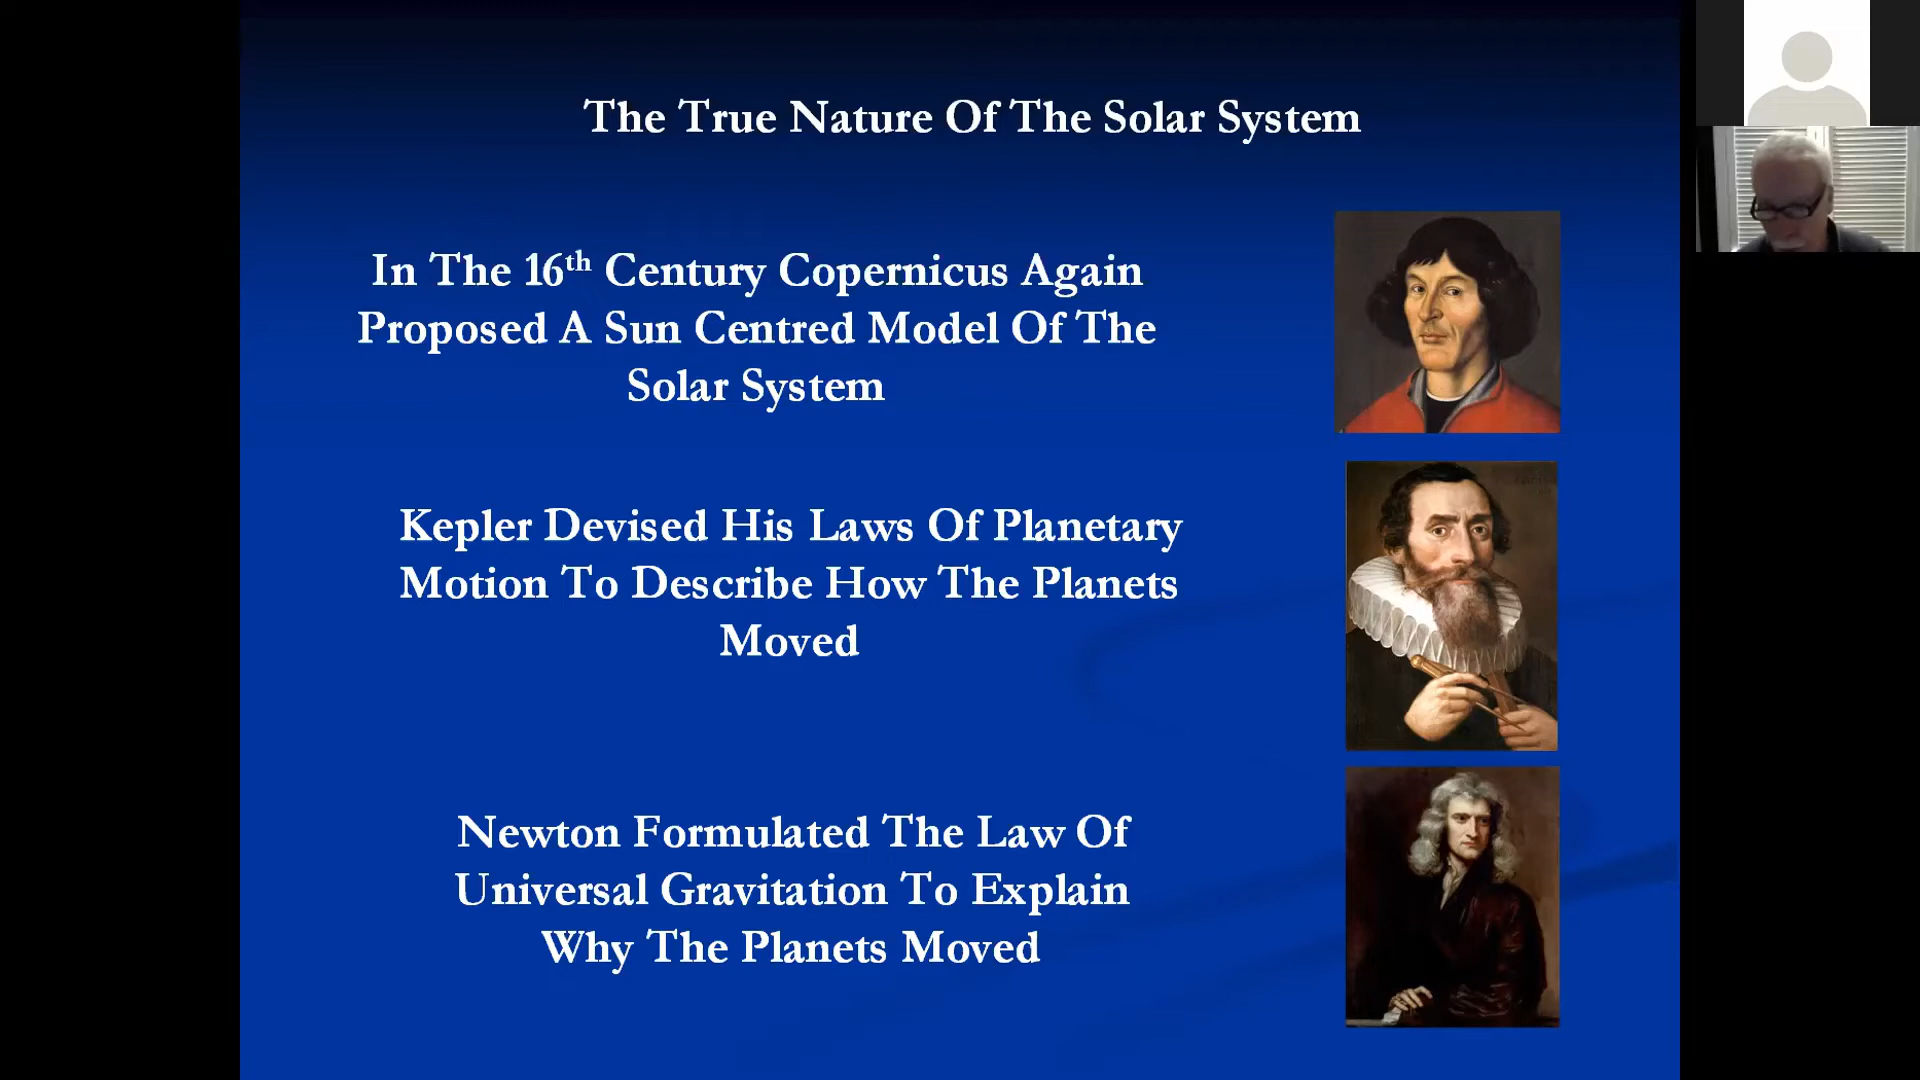 The True Nature Of The Solar System
In The 16th Century Copernicus Again
Proposed A Sun Centred Model Of The
Solar System
Kepler Devised His Laws Of Planetary
Motion To Describe How The Planets
Moved
Newton Formulated The Law Of
Universal Gravitation To Explain
Why The Planets Moved